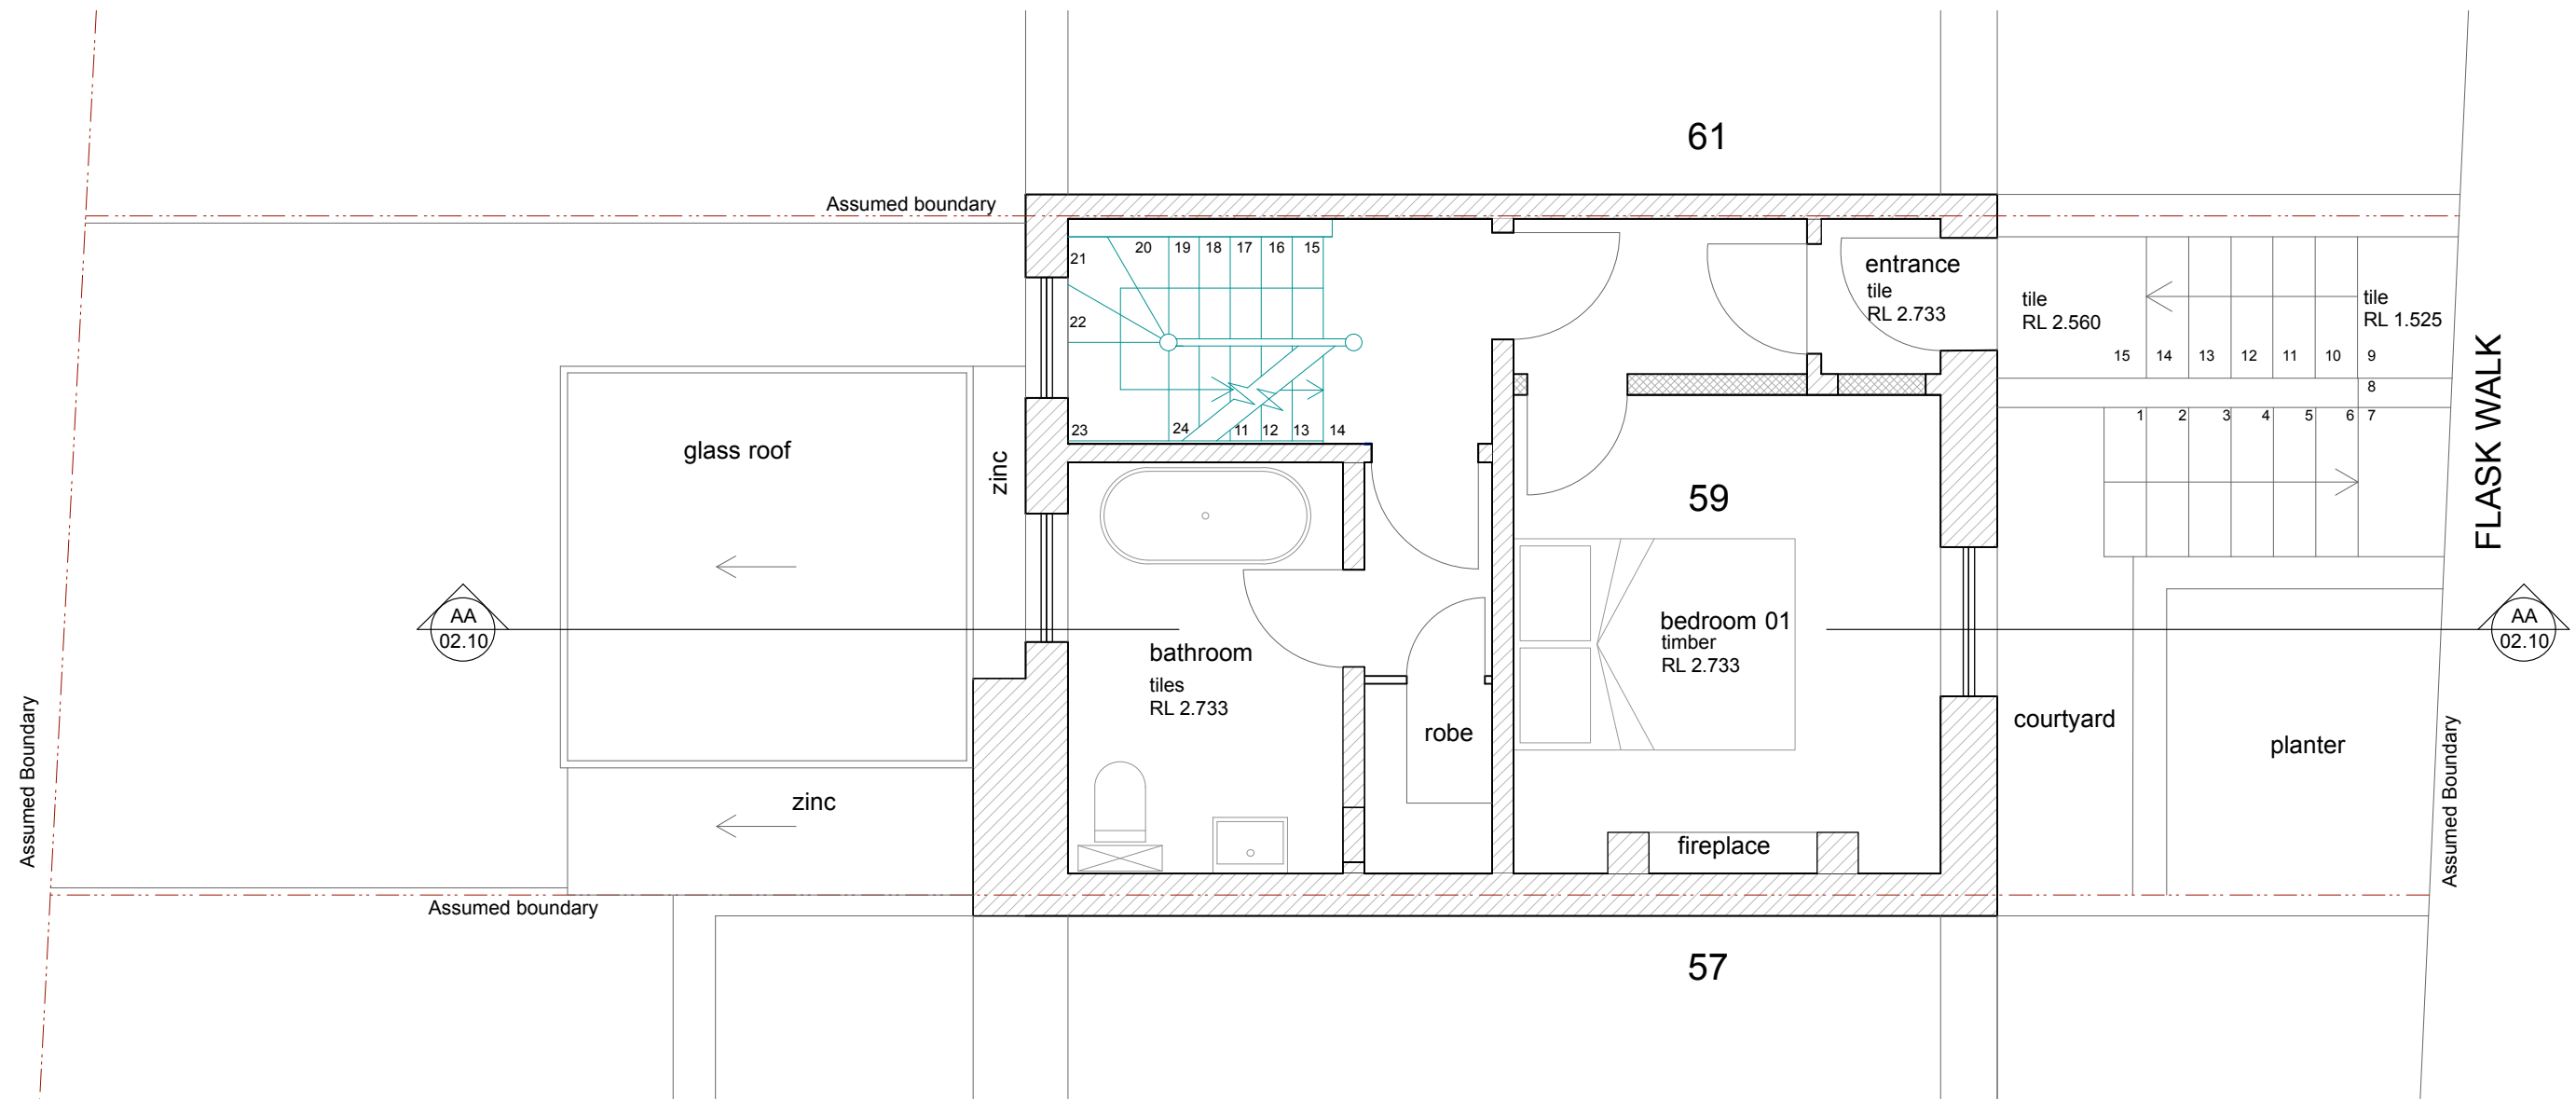 61
Assumed boundary
21
20
19
18
17
16
15
22
23
24
11
12
13
14
entrance
tile
RL 2.733
tile
RL 2.560
tile
RL 1.525
15
14
13
12
11
10
9
8
1
2
3
4
5
6
7
FLASK WALK
glass roof
zinc
59
AA
02.10
bathroom
tiles
RL 2.733
bedroom 01
timber
RL 2.733
AA
02.10
robe
courtyard
planter
Assumed Boundary
zinc
fireplace
Assumed Boundary
Assumed boundary
57